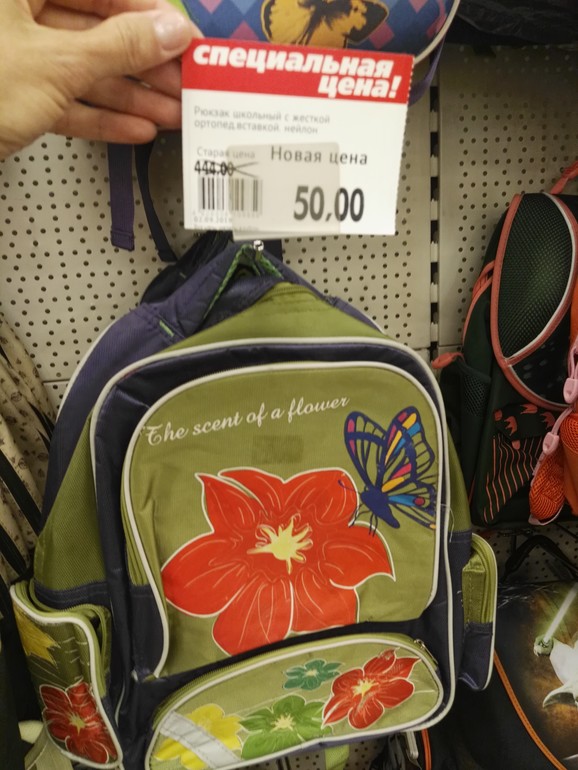 специальная
цена!
Рюкзак школьный с жесткой
ортопед.вставкой: нейлон
Старая цена Новая цена
444.00
50,00
The scent of a flower